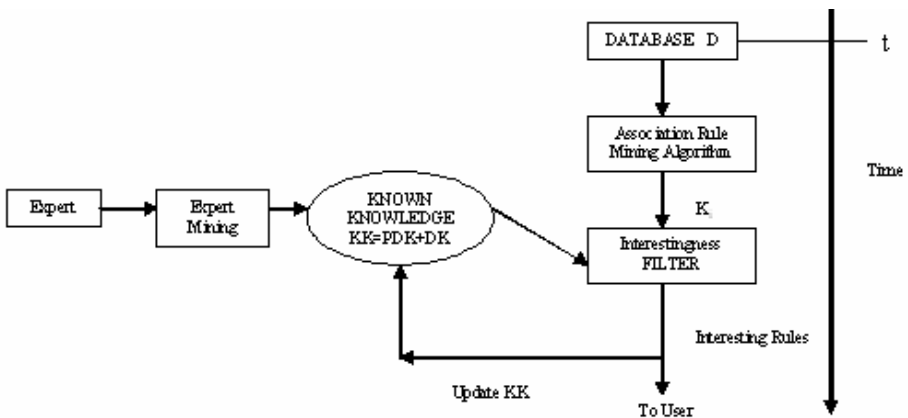 DATABASE D
t
Association Rule
Mining Algorithm
Time
Expert
Expert
Mining
KNOWN
KNOWLEDGE
KK=PDK+DK
K
Interestingness
FILTER
Interesting Rules
Update KK
To User